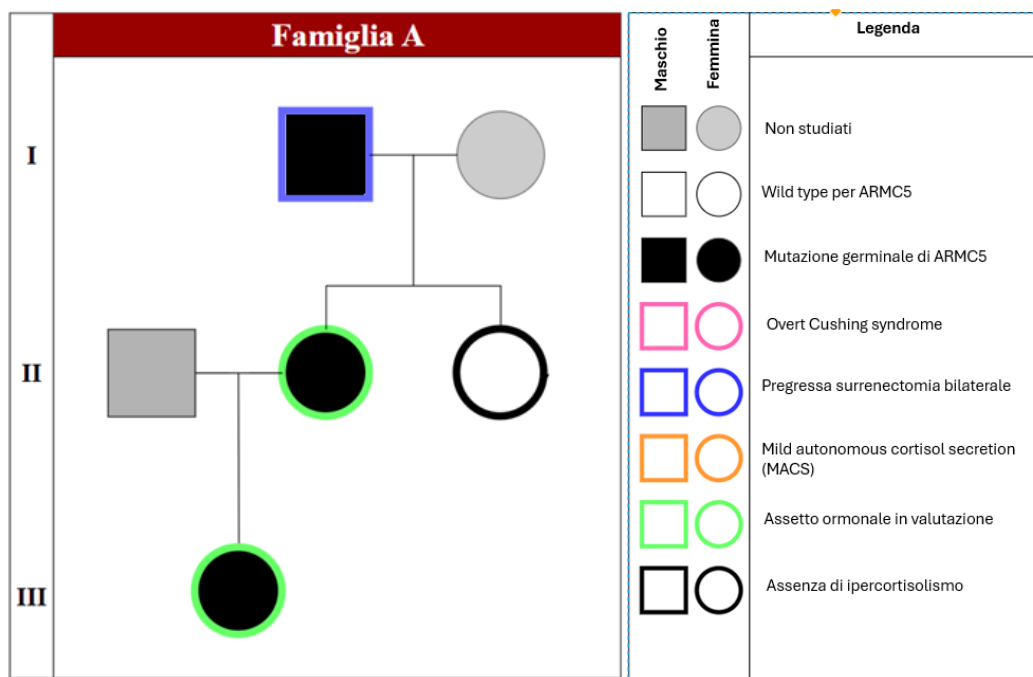 Famiglia A
I
II
III
Maschio
Femmina
Legenda
Non studiati
Wild type per ARMC5
Mutazione germinale di ARMC5
Overt Cushing syndrome
Pregressa surrenectomia bilaterale
Mild autonomous cortisol secretion
(MACS)
Assetto ormonale in valutazione
Assenza di ipercortisolismo